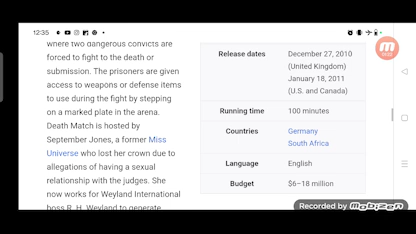 12:35
where two dangerous convicts are
forced to fight to the death or
submission. The prisoners are given
access to weapons or defense items
to use during the fight by stepping
on a marked plate in the arena.
Death Match is hosted by
September Jones, a former Miss
Universe who lost her crown due to
allegations of having a sexual
relationship with the judges. She
now works for Weyland International
boss R. H. Weyland to generate
Release dates December 27, 2010
(United Kingdom)
January 18, 2011
(U.S. and Canada)
Running time 100 minutes
Countries Germany
South Africa
Language English
Budget $6–18 million
Recorded by Mobizen